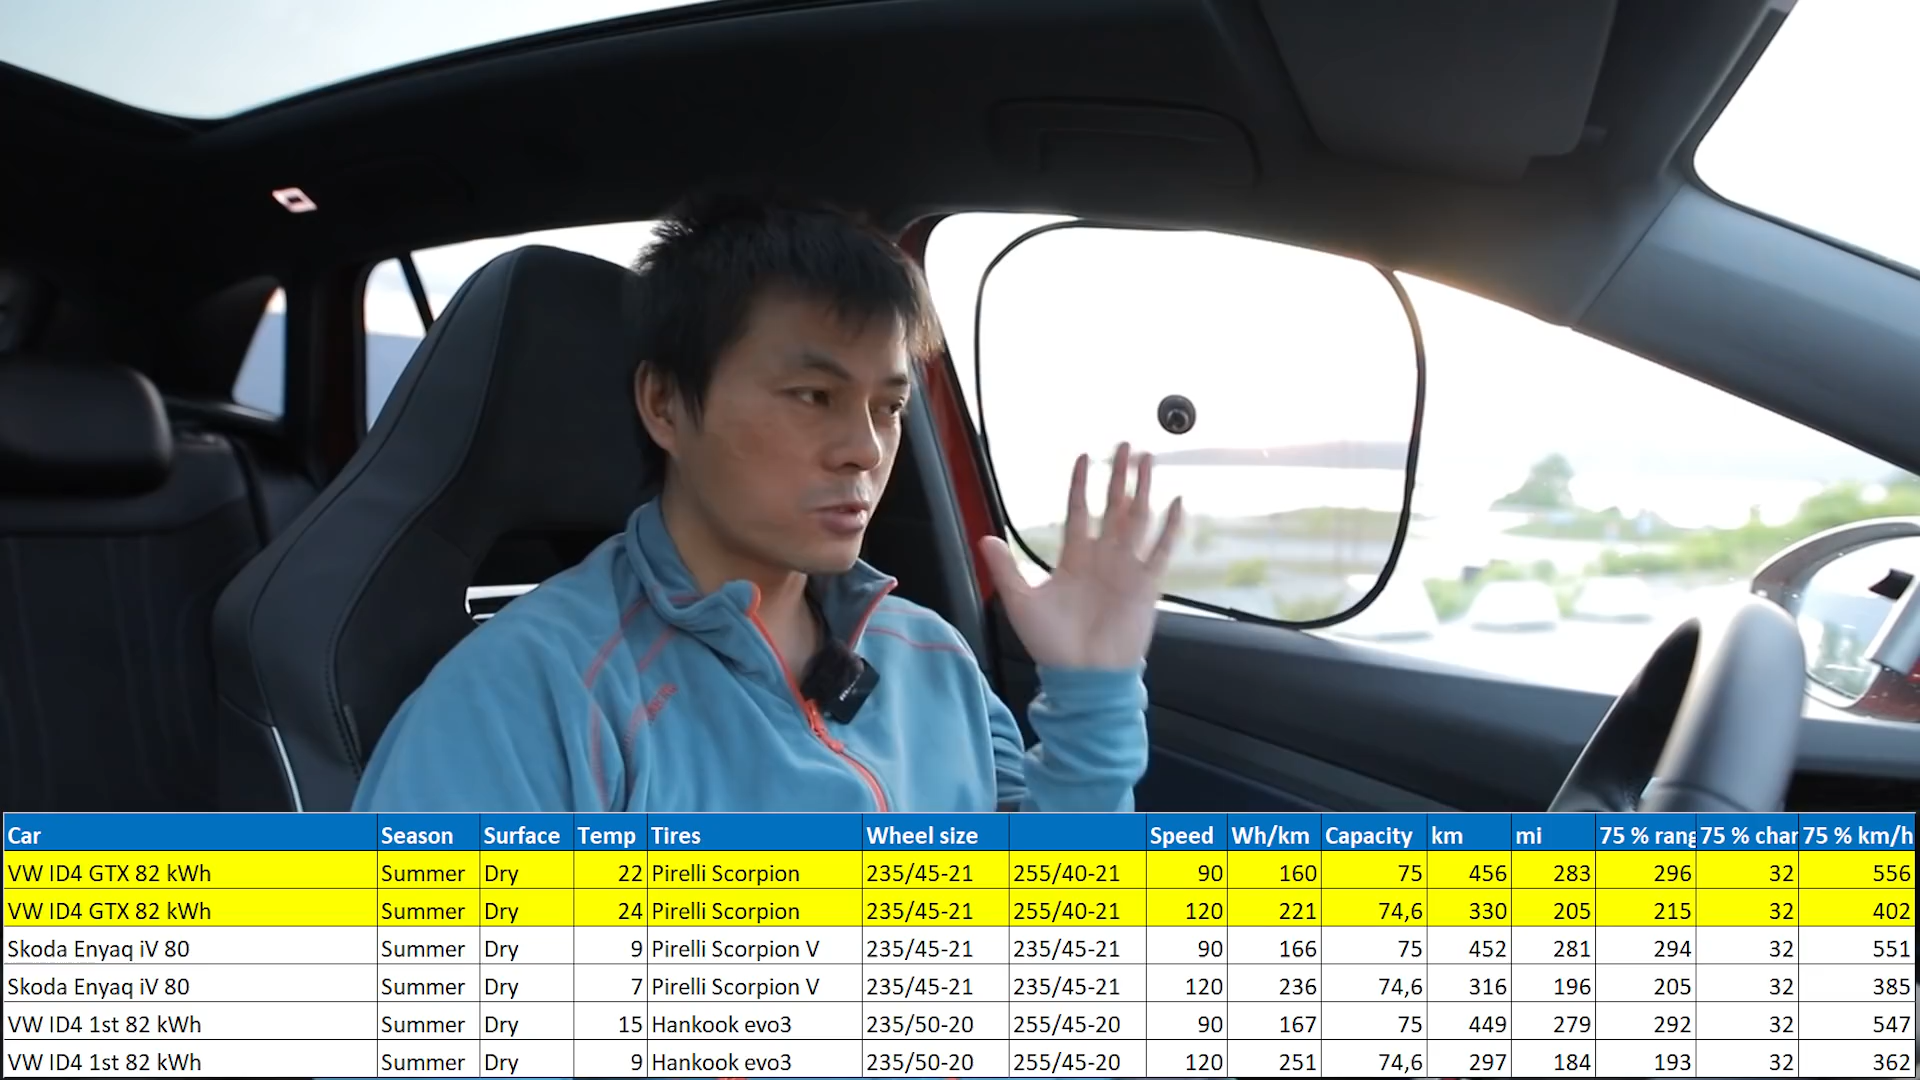 Car Season Surface Temp Tires Wheel size Speed Wh/km Capacity km mi 75 % rang 75 % char 75 % km/h
VW ID4 GTX 82 kWh Summer Dry 22 Pirelli Scorpion 235/45-21 255/40-21 90 160 75 456 283 296 32 556
VW ID4 GTX 82 kWh Summer Dry 24 Pirelli Scorpion 235/45-21 255/40-21 120 221 74,6 330 205 215 32 402
Skoda Enyaq iV 80 Summer Dry 9 Pirelli Scorpion V 235/45-21 235/45-21 90 166 75 452 281 294 32 551
Skoda Enyaq iV 80 Summer Dry 7 Pirelli Scorpion V 235/45-21 235/45-21 120 236 74,6 316 196 205 32 385
VW ID4 1st 82 kWh Summer Dry 15 Hankook evo3 235/50-20 255/45-20 90 167 75 449 279 292 32 547
VW ID4 1st 82 kWh Summer Dry 9 Hankook evo3 235/50-20 255/45-20 120 251 74,6 297 184 193 32 362